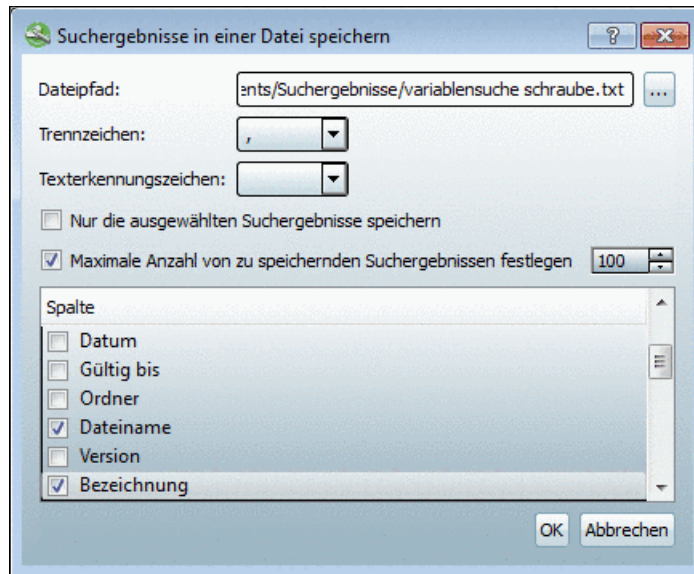 Suchergebnisse in einer Datei speichern
Dateipfad: ents/Suchergebnisse/variablensuche schraube.txt ...
Trennzeichen: ,
Texterkennungszeichen:
Nur die ausgewählten Suchergebnisse speichern
Maximale Anzahl von zu speichernden Suchergebnissen festlegen 100
Spalte
Datum
Gültig bis
Ordner
Dateiname
Version
Bezeichnung
OK Abbrechen